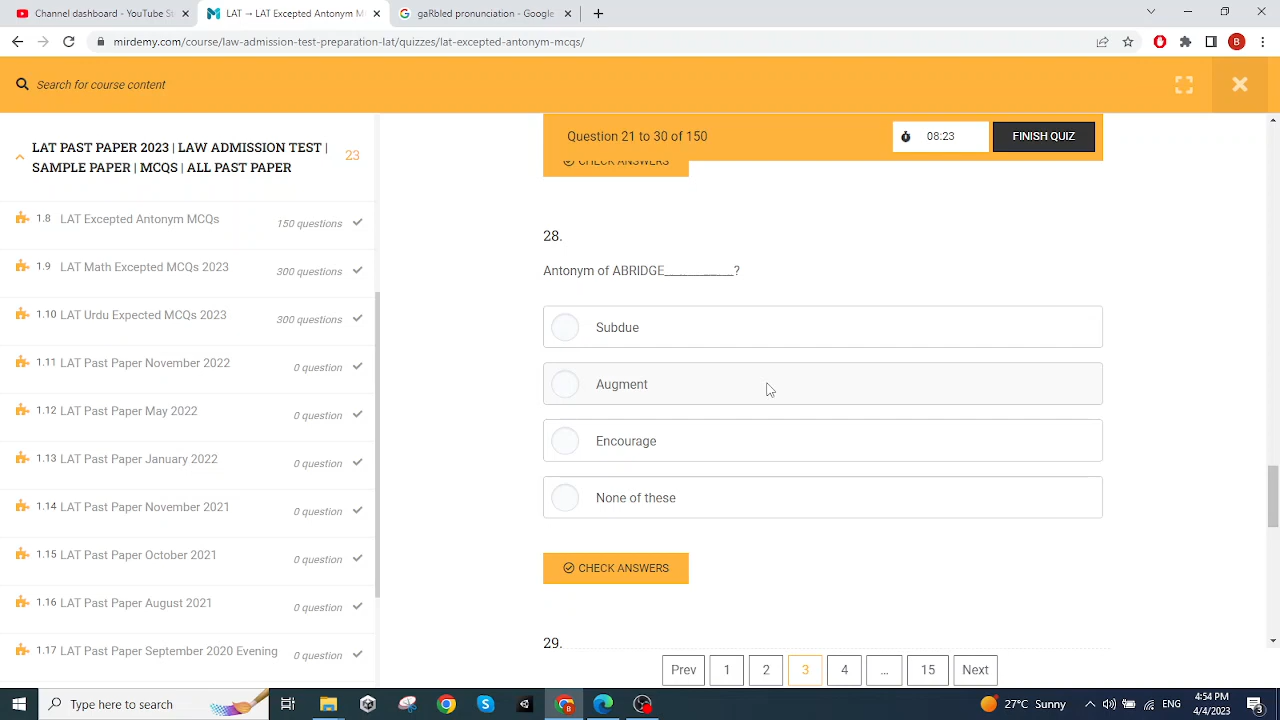 Channel dashboard - YouTube St
LAT → LAT Excepted Antonym M
gaRbled pronunciation - Google
mirdemy.com/course/law-admission-test-preparation-lat/quizzes/lat-excepted-antonym-mcqs/
B
Search for course content
LAT PAST PAPER 2023 | LAW ADMISSION TEST |
SAMPLE PAPER | MCQS | ALL PAST PAPER
23
1.8 LAT Excepted Antonym MCQs 150 questions
1.9 LAT Math Excepted MCQs 2023 300 questions
1.10 LAT Urdu Expected MCQs 2023 300 questions
1.11 LAT Past Paper November 2022 0 question
1.12 LAT Past Paper May 2022 0 question
1.13 LAT Past Paper January 2022 0 question
1.14 LAT Past Paper November 2021 0 question
1.15 LAT Past Paper October 2021 0 question
1.16 LAT Past Paper August 2021 0 question
1.17 LAT Past Paper September 2020 Evening 0 question
Question 21 to 30 of 150
08:23
FINISH QUIZ
CHECK ANSWERS
28.
Antonym of ABRIDGE____________?
Subdue
Augment
Encourage
None of these
CHECK ANSWERS
29.
Prev 1 2 3 4 ... 15 Next
Type here to search
27°C Sunny
4:54 PM
4/4/2023